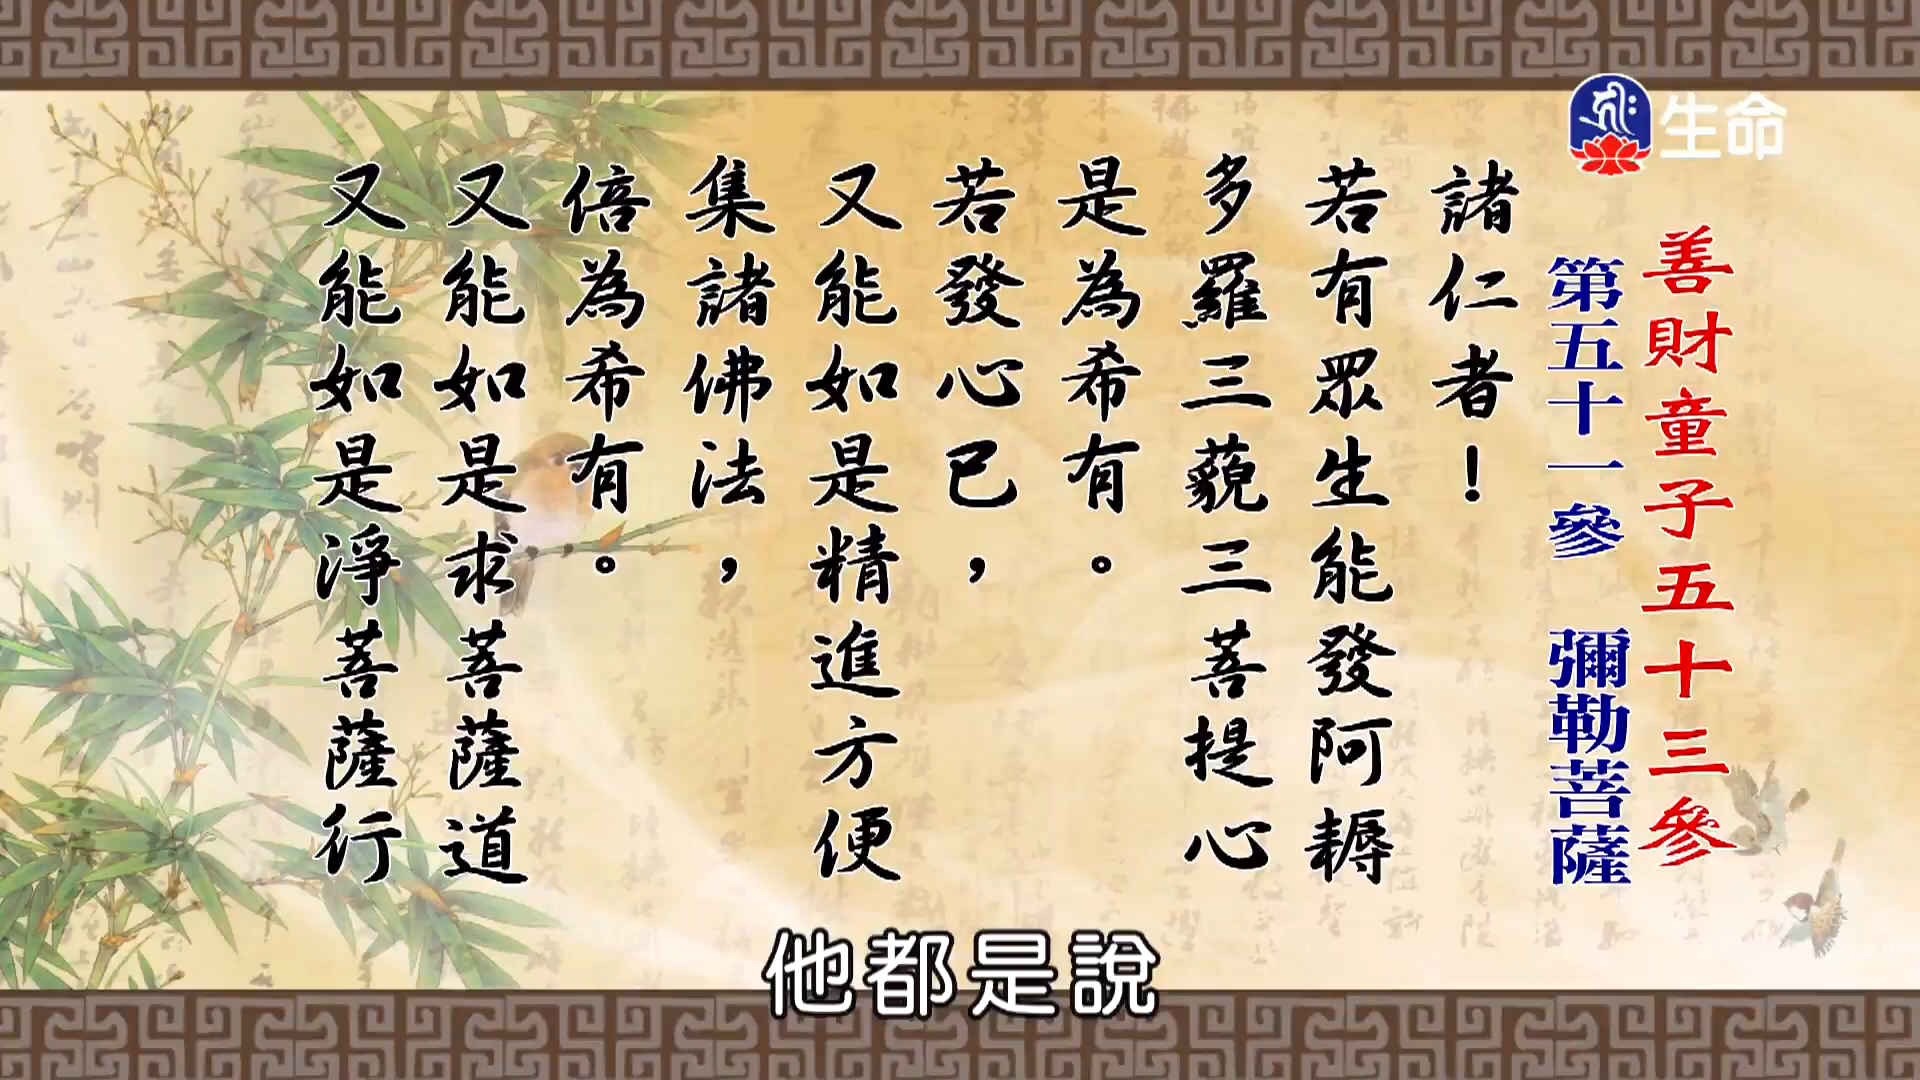 生命
善財童子五十三參
第五十一參 彌勒菩薩
諸仁者！
若有眾生能發阿耨
多羅三藐三菩提心
是為希有。
若發心已，
又能如是精進方便
集諸佛法，
倍為希有。
又能如是求菩薩道
又能如是淨菩薩行
他都是說